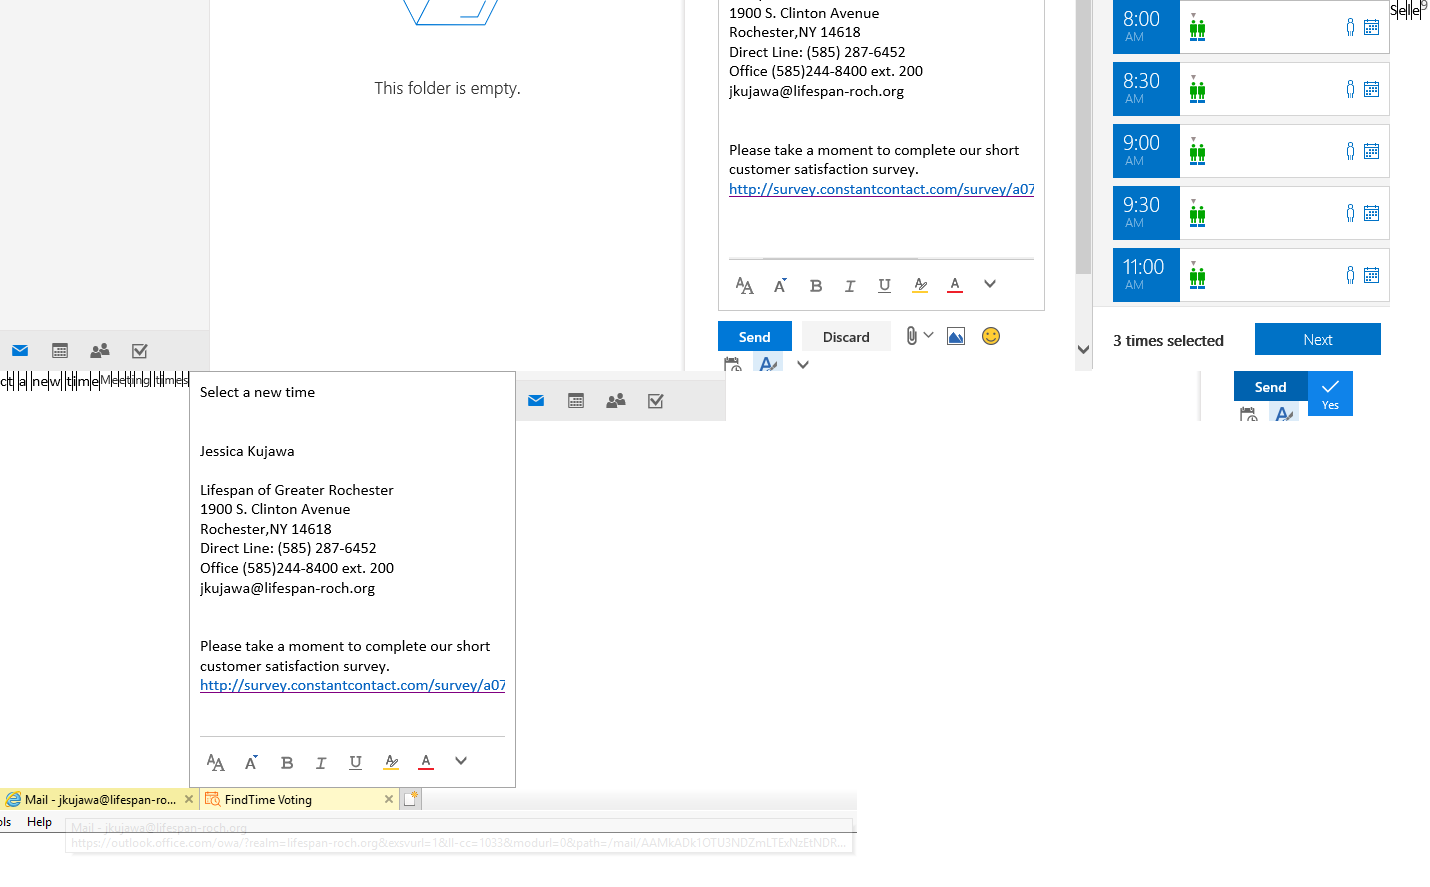 This folder is empty.
1900 S. Clinton Avenue
Rochester,NY 14618
Direct Line: (585) 287-6452
Office (585)244-8400 ext. 200
jkujawa@lifespan-roch.org
Please take a moment to complete our short
customer satisfaction survey.
http://survey.constantcontact.com/survey/a07
Send
Discard
8:00
AM
8:30
AM
9:00
AM
9:30
AM
11:00
AM
3 times selected
Next
Selle
9
ct a new time
Meeting times
Select a new time
Jessica Kujawa
Lifespan of Greater Rochester
1900 S. Clinton Avenue
Rochester,NY 14618
Direct Line: (585) 287-6452
Office (585)244-8400 ext. 200
jkujawa@lifespan-roch.org
Please take a moment to complete our short
customer satisfaction survey.
http://survey.constantcontact.com/survey/a07
Send
Yes
Mail - jkujawa@lifespan-ro...
FindTime Voting
ols Help
Mail - jkujawa@lifespan-roch.org
https://outlook.office.com/owa/?realm=lifespan-roch.org&exsvurl=1&ll-cc=1033&modurl=0&path=/mail/